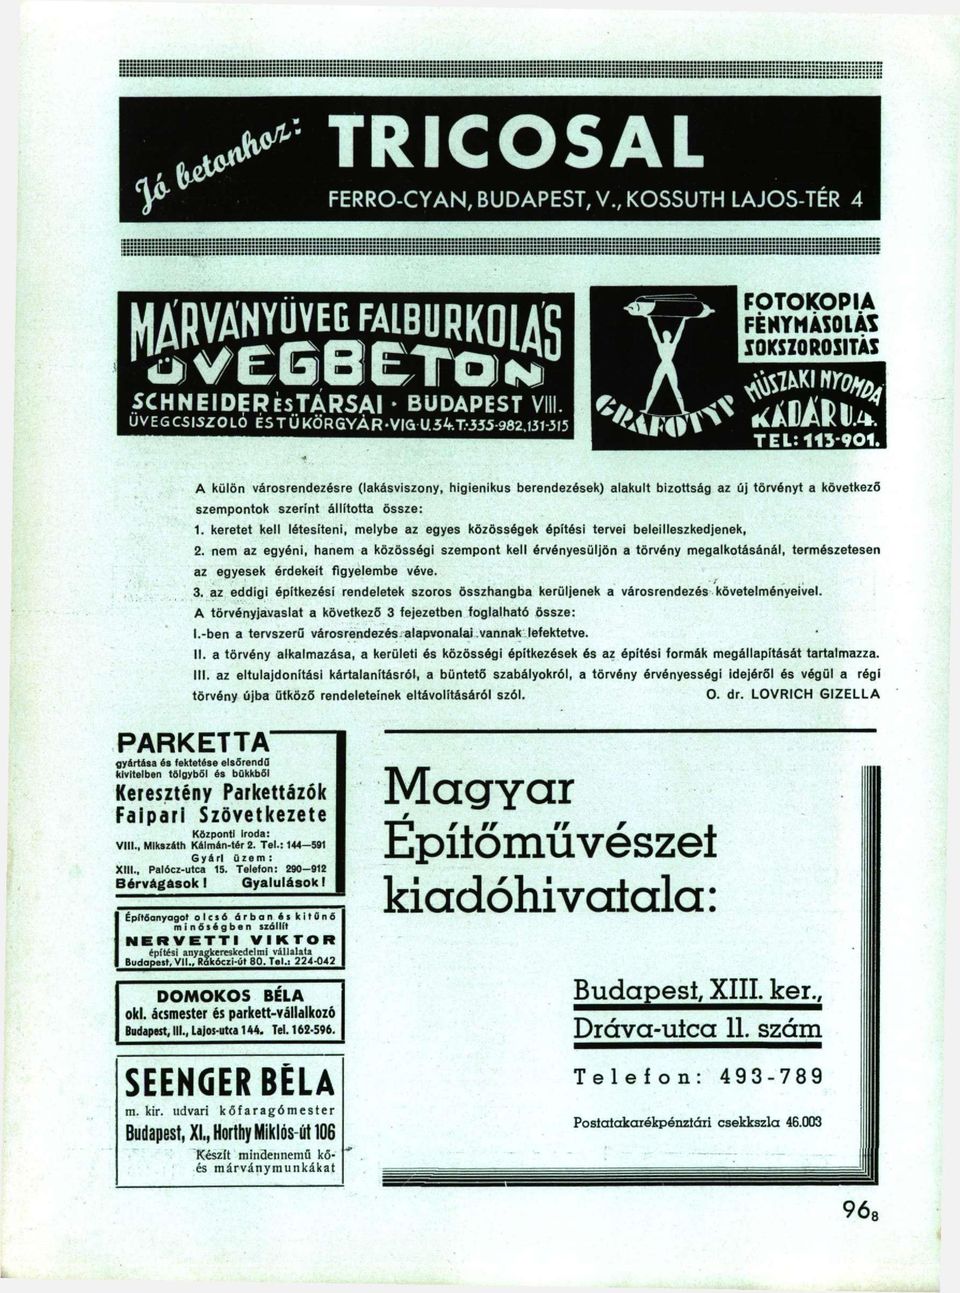 Jó betonhoz:
TRICOSAL
FERRO-CYAN, BUDAPEST, V., KOSSUTH LAJOS-TÉR 4
MÁRVÁNYÜVEG FALBURKOLÁS
ÜVEGBETON
SCHNEIDER ÉS TÁRSAI • BUDAPEST VIII.
ÜVEGCSISZOLÓ ÉS TÜKÖRGYÁR•VIG-U.54.T.:335-982,131-315
FOTOKOPIA
FÉNYMÁSOLÁS
SOKSZOROSITÁS
GRAFOTYP
MÜSZAKI NYOMDA
KÁDÁR U.4.
TEL: 113-901.
A külön városrendezésre (lakásviszony, higienikus berendezések) alakult bizottság az új törvényt a következő
szempontok szerint állította össze:
1. keretet kell létesíteni, melybe az egyes közösségek építési tervei beleilleszkedjenek,
2. nem az egyéni, hanem a közösségi szempont kell érvényesüljön a törvény megalkotásánál, természetesen
az egyesek érdekeit figyelembe véve.
3. az eddigi építkezési rendeletek szoros összhangba kerüljenek a városrendezés követelményeivel.
A törvényjavaslat a következő 3 fejezetben foglalható össze:
I.-ben a tervszerű városrendezés alapvonalai vannak lefektetve.
II. a törvény alkalmazása, a kerületi és közösségi építkezések és az építési formák megállapítását tartalmazza.
III. az eltulajdonítási kártalanításról, a büntető szabályokról, a törvény érvényességi idejéről és végül a régi
törvény újba ütköző rendeleteinek eltávolításáról szól. O. dr. LOVRICH GIZELLA
PARKETTA
gyártása és fektetése elsőrendű
kivitelben tölgyből és bükkből
Keresztény Parkettázók
Faipari Szövetkezete
Központi iroda:
VIII., Mikszáth Kálmán-tér 2. Tel.: 144—591
Gyári üzem:
XIII., Palócz-utca 15. Telefon: 290—912
Bérvágások! Gyalulások!
Építőanyagot olcsó árban és kitűnő
minőségben szállít
NERVETTI VIKTOR
építési anyagkereskedelmi vállalata
Budapest, VII., Rákóczi-út 80. Tel.: 224-042
DOMOKOS BÉLA
okl. ácsmester és parkett-vállalkozó
Budapest, III., Lajos-utca 144. Tel. 162-596.
SEENGER BÉLA
m. kir. udvari kőfaragómester
Budapest, XI., Horthy Miklós-út 106
Készít mindennemű kő-
és márványmunkákat
Magyar
Építőművészet
kiadóhivatala:
Budapest, XIII. ker.,
Dráva-utca 11. szám
Telefon: 493-789
Postatakarékpénztári csekkszla 46.003
96₈